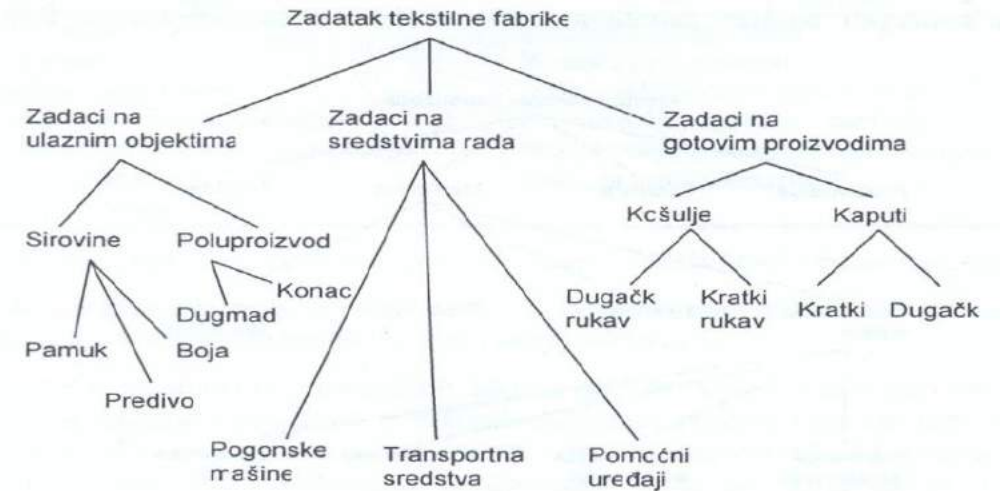 Zadatak tekstilne fabrike
Zadaci na
ulaznim objektima
Zadaci na
sredstvima rada
Zadaci na
gotovim proizvodima
Sirovine
Poluproizvod
Košulje
Kaputi
Konac
Dugmad
Pamuk
Boja
Predivo
Dugačk
rukav
Kratki
rukav
Kratki
Dugačk
Pogonske
mašine
Transportna
sredstva
Pomoćni
uređaji